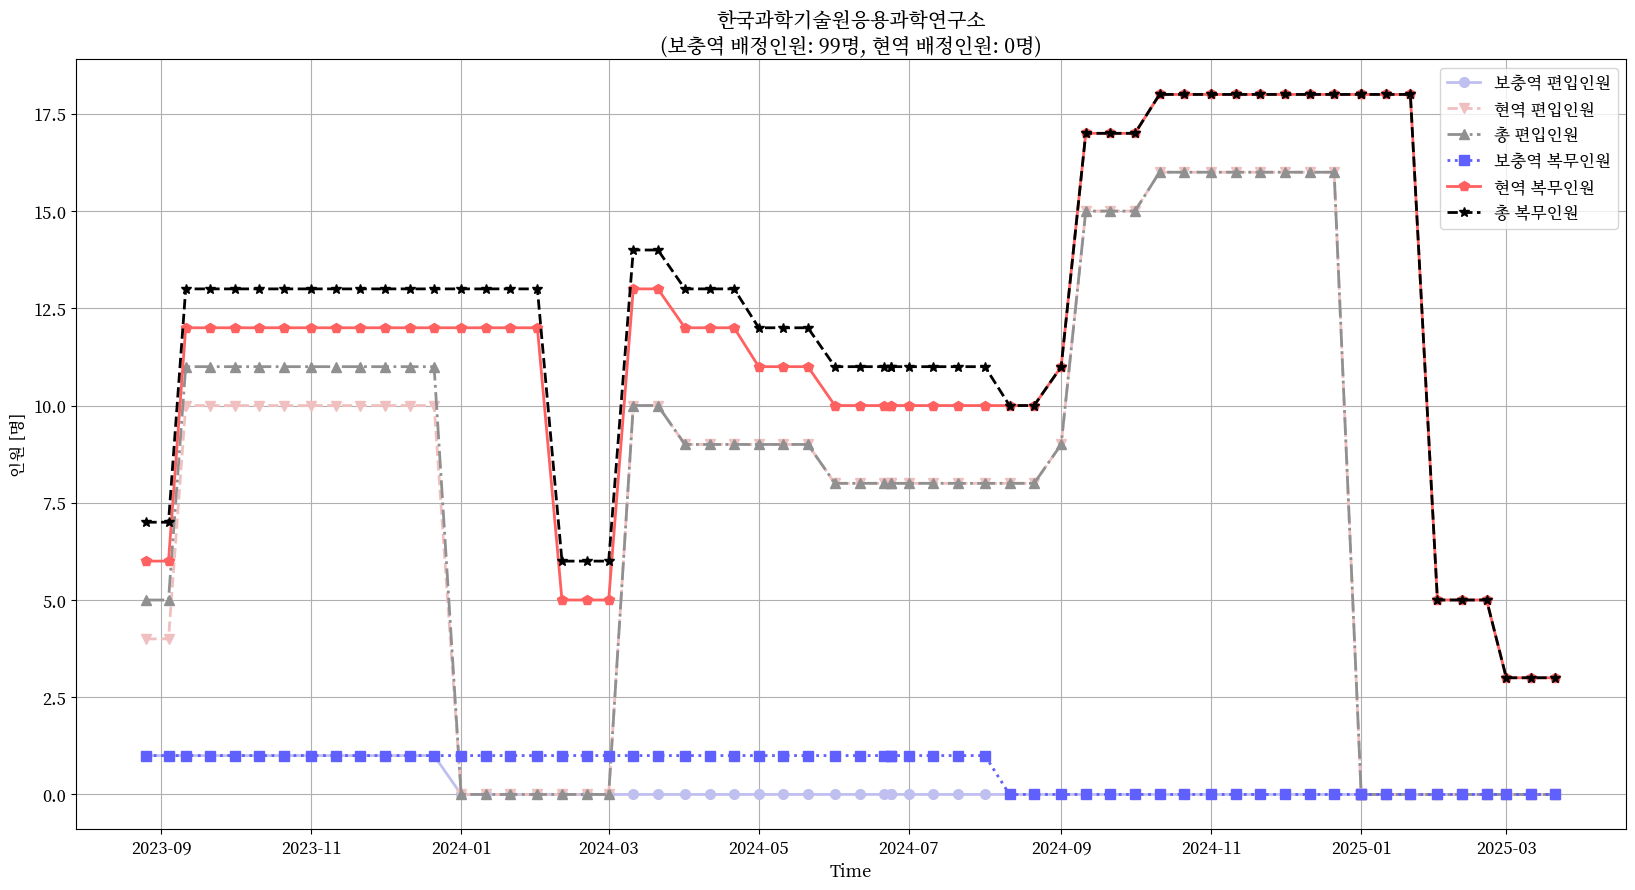 한국과학기술원응용과학연구소
(보충역 배정인원: 99명, 현역 배정인원: 0명)
보충역 편입인원
현역 편입인원
총 편입인원
보충역 복무인원
현역 복무인원
총 복무인원
인원 [명]
17.5
15.0
12.5
10.0
7.5
5.0
2.5
0.0
2023-09 2023-11 2024-01 2024-03 2024-05 2024-07 2024-09 2024-11 2025-01 2025-03
Time